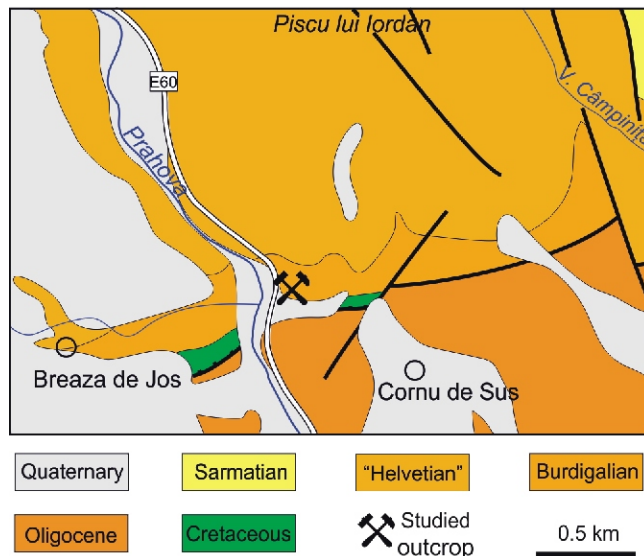 Piscu lui Iordan
E60
V. Câmpinița
Prahova
Breaza de Jos
Cornu de Sus
Quaternary
Sarmatian
"Helvetian"
Burdigalian
Oligocene
Cretaceous
Studied
outcrop
0.5 km